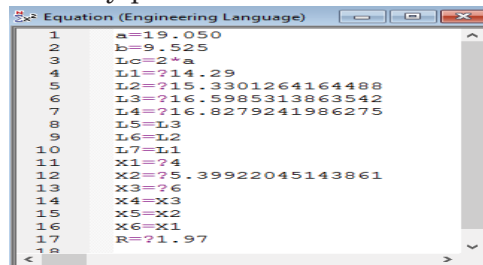 Σx² Equation (Engineering Language)
1 a=19.050
2 b=9.525
3 Lc=2*a
4 L1=?14.29
5 L2=?15.3301264164488
6 L3=?16.5985313863542
7 L4=?16.8279241986275
8 L5=L3
9 L6=L2
10 L7=L1
11 X1=?4
12 X2=?5.39922045143861
13 X3=?6
14 X4=X3
15 X5=X2
16 X6=X1
17 R=?1.97
18